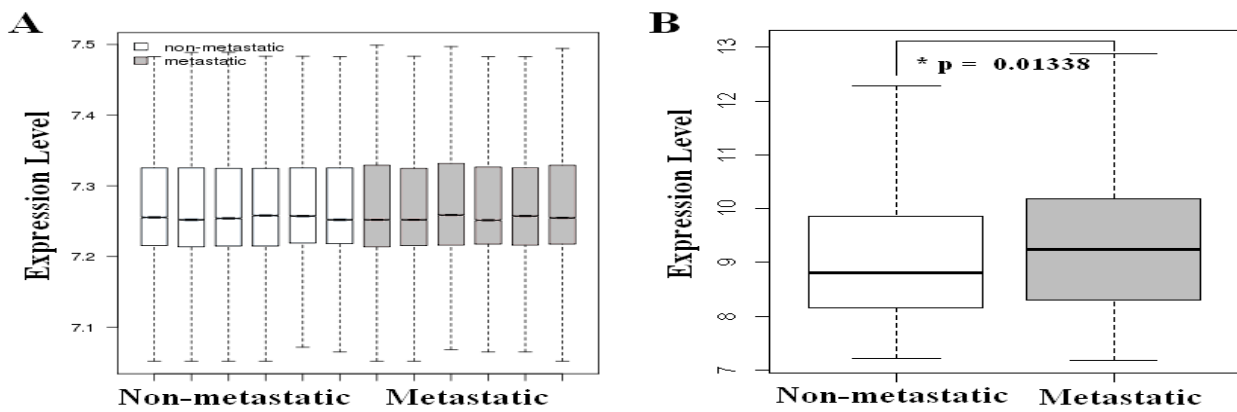 A
Expression Level
7.5
7.4
7.3
7.2
7.1
non-metastatic
metastatic
Non-metastatic
Metastatic
B
Expression Level
13
12
11
10
9
8
7
* p = 0.01338
Non-metastatic
Metastatic